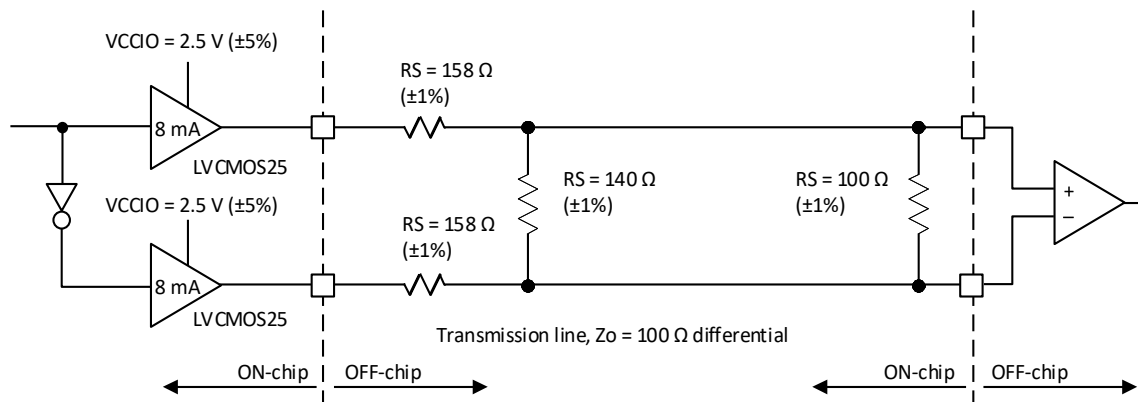 VCCIO = 2.5 V (±5%)
8 mA
LVCMOS25
VCCIO = 2.5 V (±5%)
8 mA
LVCMOS25
RS = 158 Ω
(±1%)
RS = 158 Ω
(±1%)
RS = 140 Ω
(±1%)
RS = 100 Ω
(±1%)
+
−
Transmission line, Zo = 100 Ω differential
ON-chip
OFF-chip
ON-chip
OFF-chip